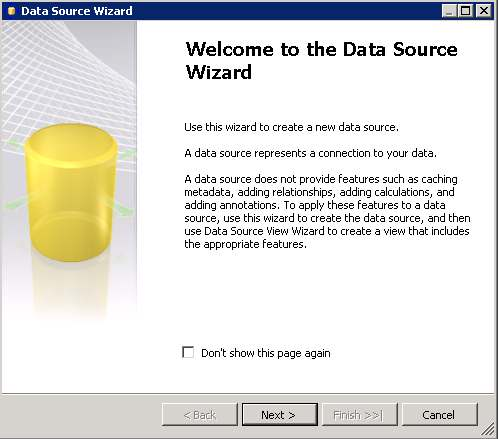 Data Source Wizard
Welcome to the Data Source
Wizard
Use this wizard to create a new data source.
A data source represents a connection to your data.
A data source does not provide features such as caching
metadata, adding relationships, adding calculations, and
adding annotations. To apply these features to a data
source, use this wizard to create the data source, and then
use Data Source View Wizard to create a view that includes
the appropriate features.
Don't show this page again
< Back
Next >
Finish >>|
Cancel